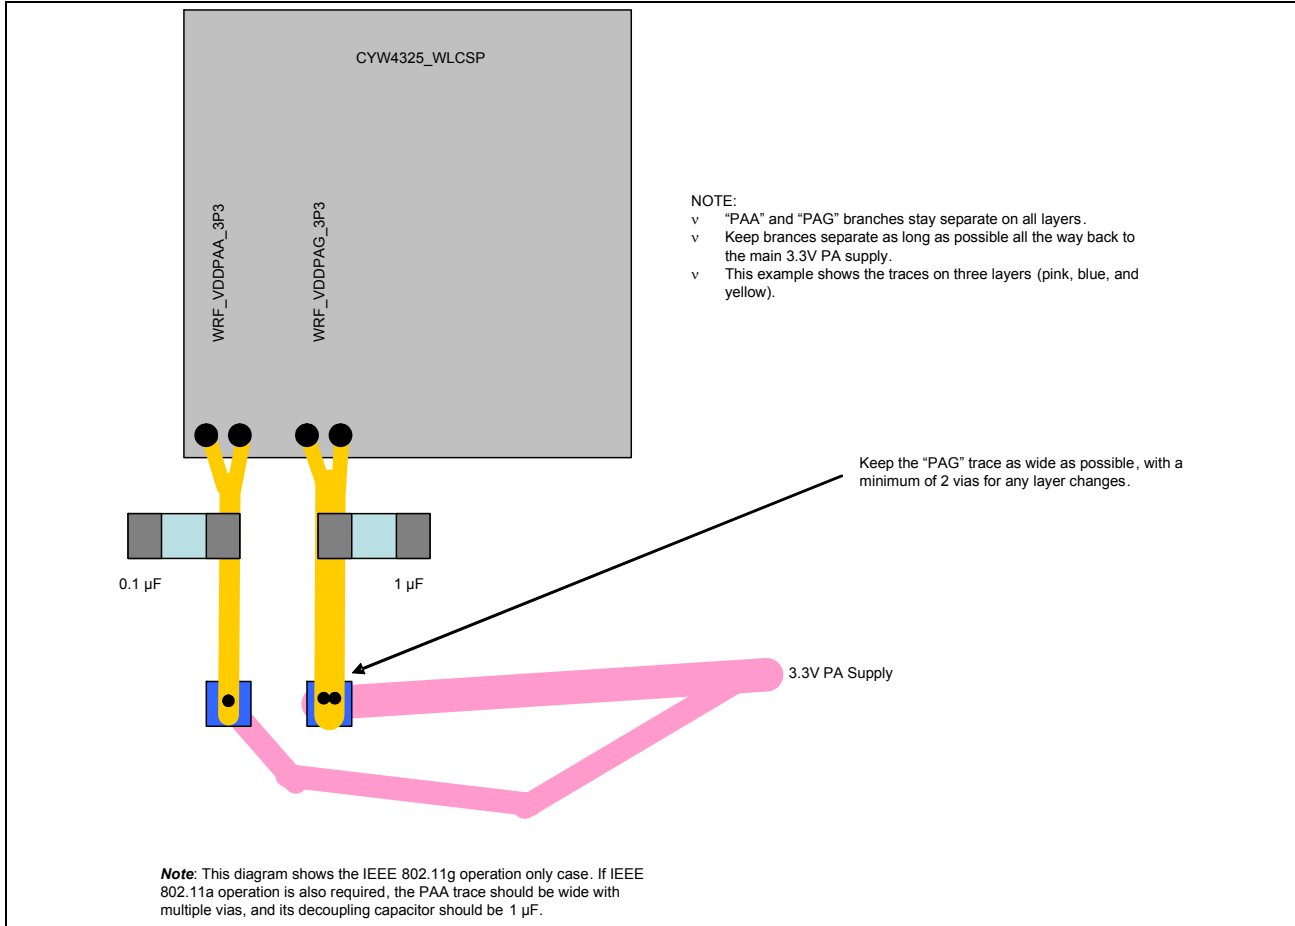 CYW4325_WLCSP
WRF_VDDPAA_3P3
WRF_VDDPAG_3P3
NOTE:
ν “PAA” and “PAG” branches stay separate on all layers.
ν Keep brances separate as long as possible all the way back to
the main 3.3V PA supply.
ν This example shows the traces on three layers (pink, blue, and
yellow).
Keep the “PAG” trace as wide as possible, with a
minimum of 2 vias for any layer changes.
0.1 µF
1 µF
3.3V PA Supply
Note: This diagram shows the IEEE 802.11g operation only case. If IEEE
802.11a operation is also required, the PAA trace should be wide with
multiple vias, and its decoupling capacitor should be 1 µF.